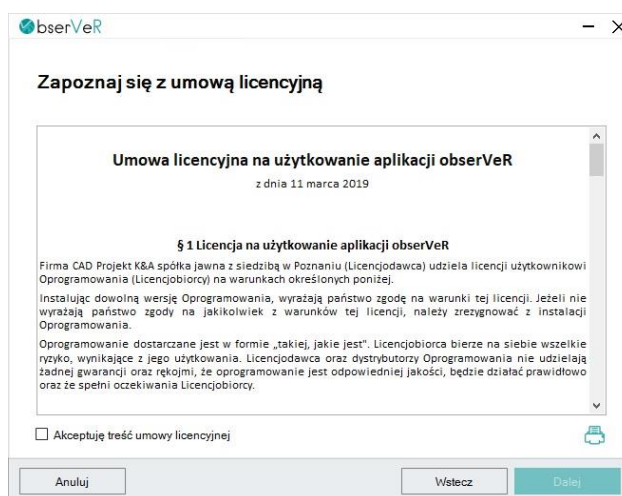 ObserVeR
Zapoznaj się z umową licencyjną
Umowa licencyjna na użytkowanie aplikacji obserVeR
z dnia 11 marca 2019
§ 1 Licencja na użytkowanie aplikacji obserVeR
Firma CAD Projekt K&A spółka jawna z siedzibą w Poznaniu (Licencjodawca) udziela licencji użytkownikowi
Oprogramowania (Licencjobiorcy) na warunkach określonych poniżej.
Instalując dowolną wersję Oprogramowania, wyrażają państwo zgodę na warunki tej licencji. Jeżeli nie
wyrażają państwo zgody na jakikolwiek z warunków tej licencji, należy zrezygnować z instalacji
Oprogramowania.
Oprogramowanie dostarczane jest w formie „takiej, jakie jest". Licencjobiorca bierze na siebie wszelkie
ryzyko, wynikające z jego użytkowania. Licencjodawca oraz dystrybutorzy Oprogramowania nie udzielają
żadnej gwarancji oraz rękojmi, że oprogramowanie jest odpowiedniej jakości, będzie działać prawidłowo
oraz że spełni oczekiwania Licencjobiorcy.
Akceptuję treść umowy licencyjnej
Anuluj
Wstecz
Dalej